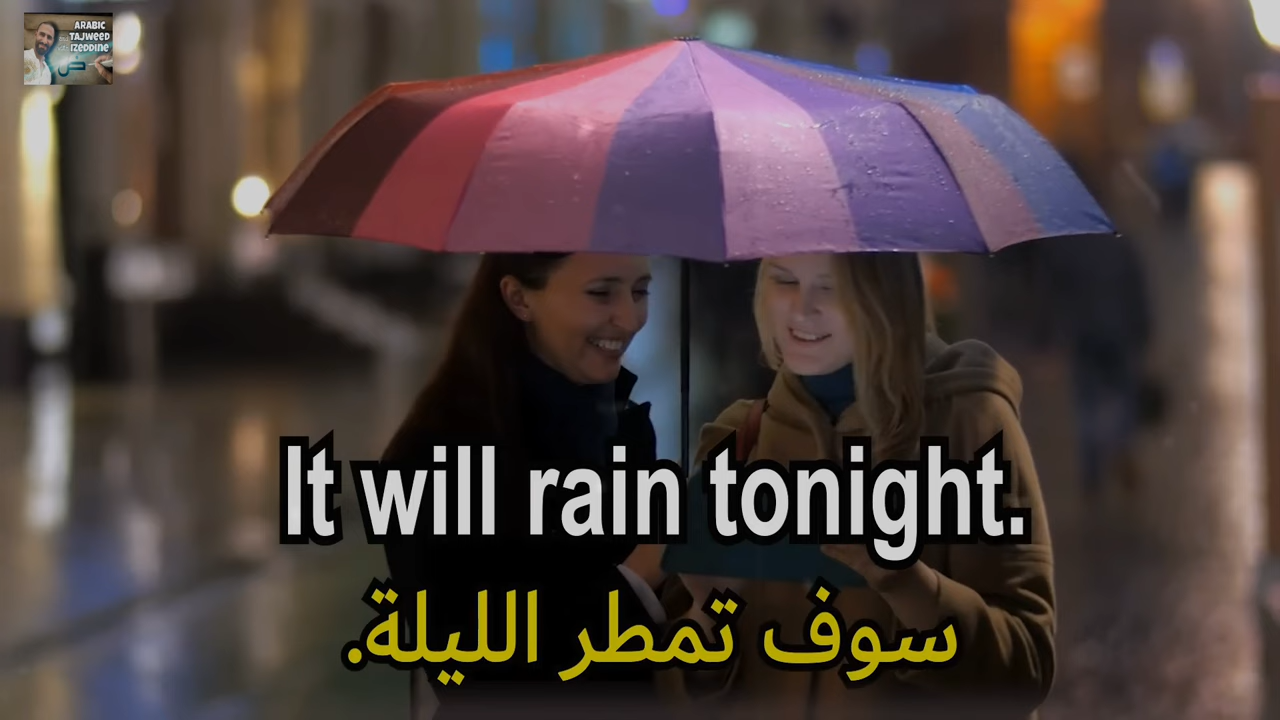 ARABIC
TAJWEED
IZEDDINE
It will rain tonight.
سوف تمطر الليلة.